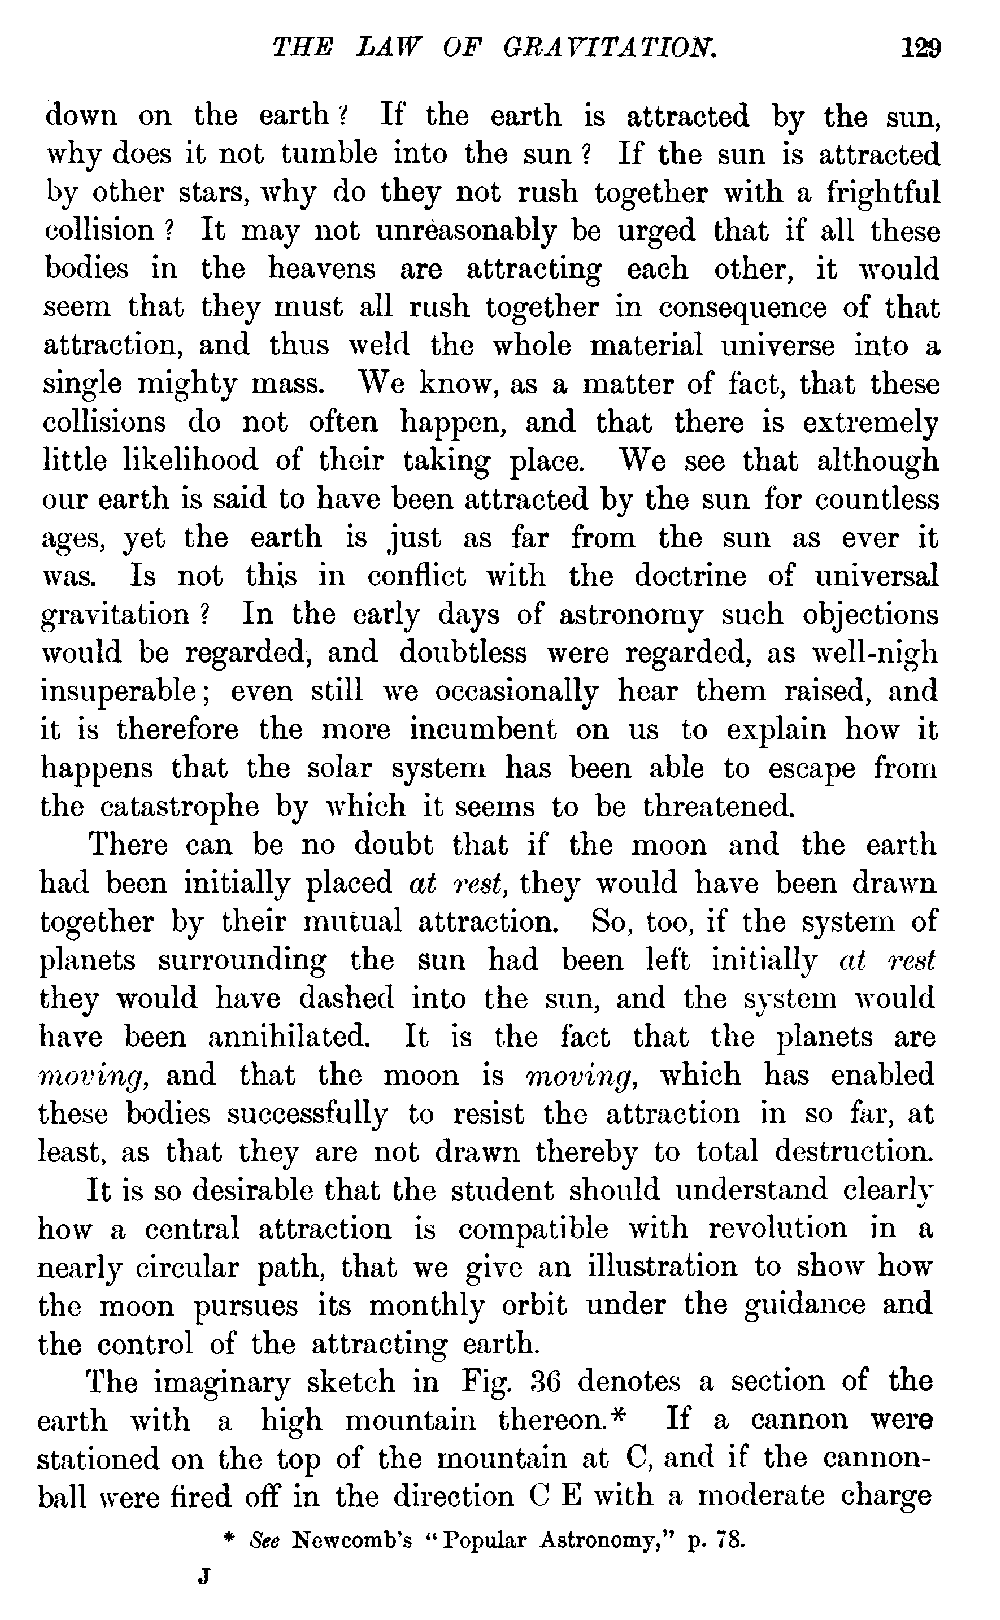 THE LAW OF GRAVITATION. 129
down on the earth? If the earth is attracted by the sun,
why does it not tumble into the sun? If the sun is attracted
by other stars, why do they not rush together with a frightful
collision? It may not unreasonably be urged that if all these
bodies in the heavens are attracting each other, it would
seem that they must all rush together in consequence of that
attraction, and thus weld the whole material universe into a
single mighty mass. We know, as a matter of fact, that these
collisions do not often happen, and that there is extremely
little likelihood of their taking place. We see that although
our earth is said to have been attracted by the sun for countless
ages, yet the earth is just as far from the sun as ever it
was. Is not this in conflict with the doctrine of universal
gravitation? In the early days of astronomy such objections
would be regarded, and doubtless were regarded, as well-nigh
insuperable; even still we occasionally hear them raised, and
it is therefore the more incumbent on us to explain how it
happens that the solar system has been able to escape from
the catastrophe by which it seems to be threatened.
There can be no doubt that if the moon and the earth
had been initially placed at rest, they would have been drawn
together by their mutual attraction. So, too, if the system of
planets surrounding the sun had been left initially at rest
they would have dashed into the sun, and the system would
have been annihilated. It is the fact that the planets are
moving, and that the moon is moving, which has enabled
these bodies successfully to resist the attraction in so far, at
least, as that they are not drawn thereby to total destruction.
It is so desirable that the student should understand clearly
how a central attraction is compatible with revolution in a
nearly circular path, that we give an illustration to show how
the moon pursues its monthly orbit under the guidance and
the control of the attracting earth.
The imaginary sketch in Fig. 36 denotes a section of the
earth with a high mountain thereon.* If a cannon were
stationed on the top of the mountain at C, and if the cannon-
ball were fired off in the direction C E with a moderate charge
* See Newcomb's "Popular Astronomy," p. 78.
J